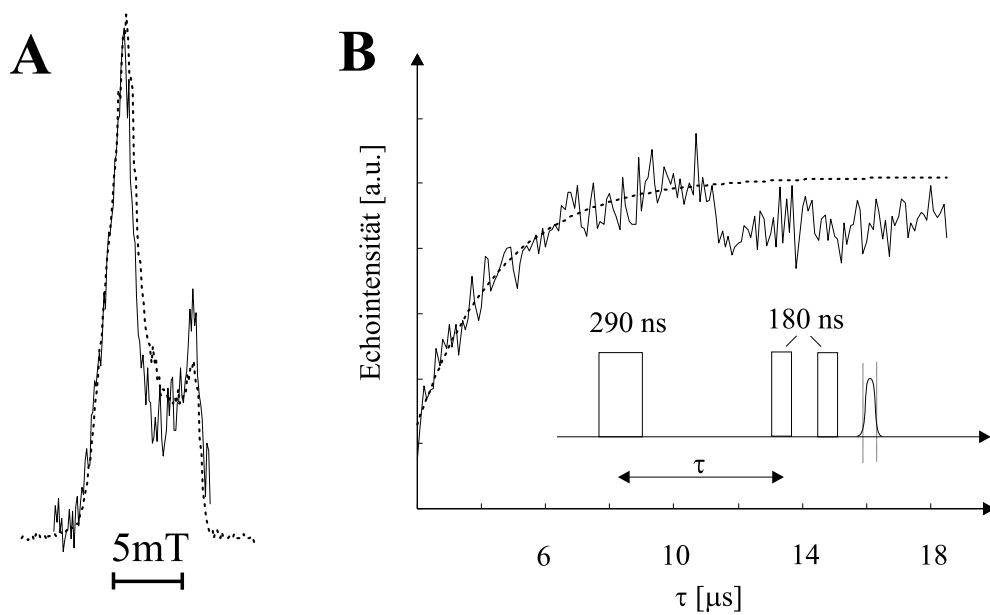 A
5mT
B
Echointensität [a.u.]
290 ns
180 ns
τ
6
10
14
18
τ [μs]